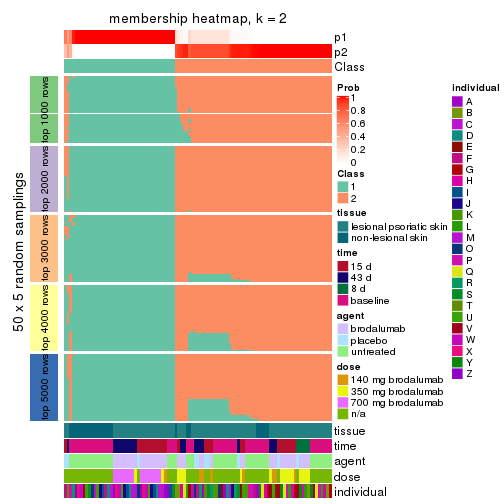 membership heatmap, k = 2
p1
p2
Class
50 x 5 random samplings
top 1000 rows
top 2000 rows
top 3000 rows
top 4000 rows
top 5000 rows
tissue
time
agent
dose
individual
Prob
1
0.8
0.6
0.4
0.2
0
Class
1
2
tissue
lesional psoriatic skin
non-lesional skin
time
15 d
43 d
8 d
baseline
agent
brodalumab
placebo
untreated
dose
140 mg brodalumab
350 mg brodalumab
700 mg brodalumab
n/a
individual
A
B
C
D
E
F
G
H
I
J
K
L
M
O
P
Q
R
S
T
U
V
W
X
Y
Z